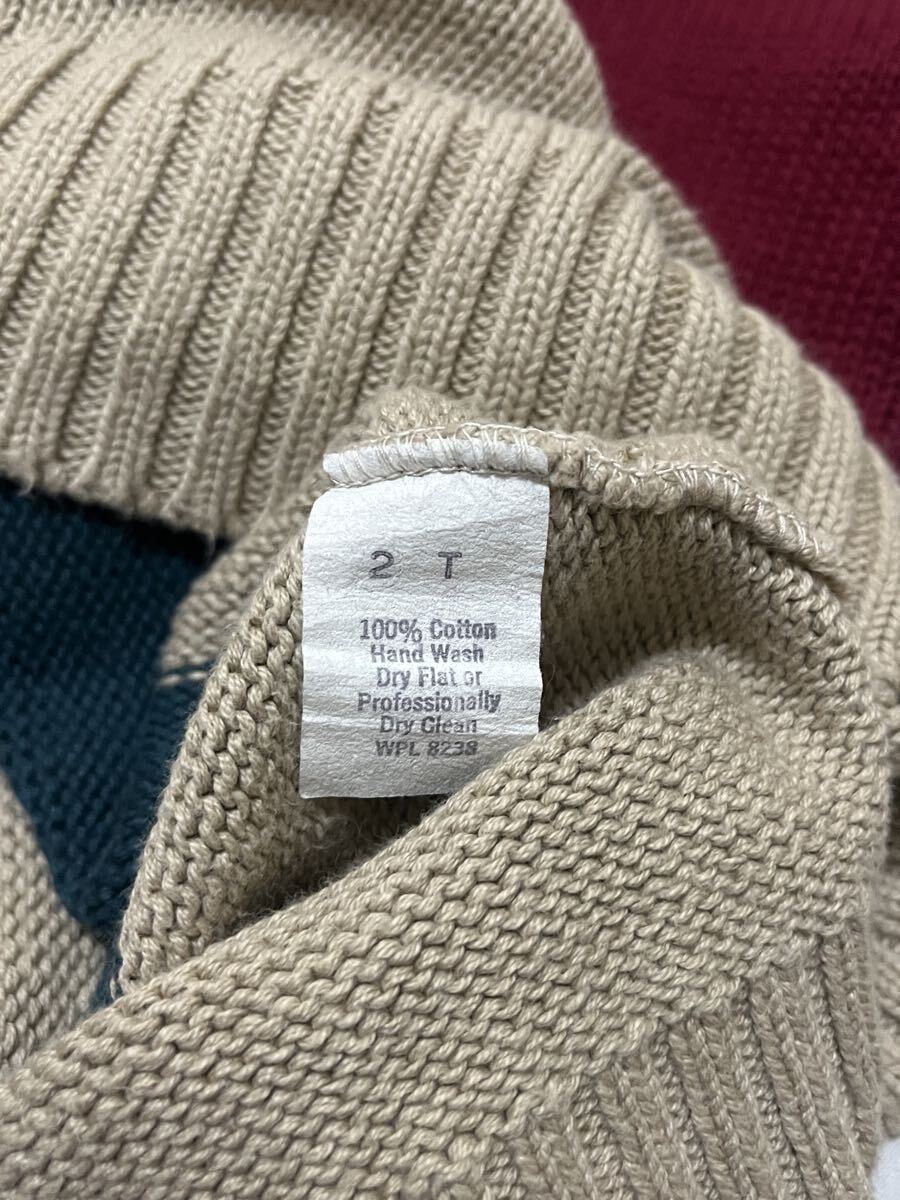 2 T
100% Cotton
Hand Wash
Dry Flat or
Professionally
Dry Clean
WPL 8238